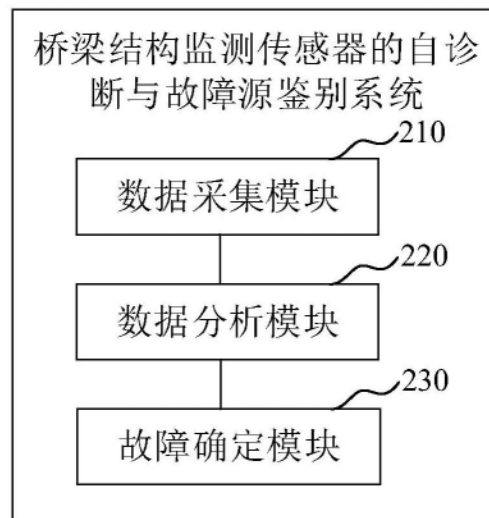 桥梁结构监测传感器的自诊
断与故障源鉴别系统
210
数据采集模块
220
数据分析模块
230
故障确定模块